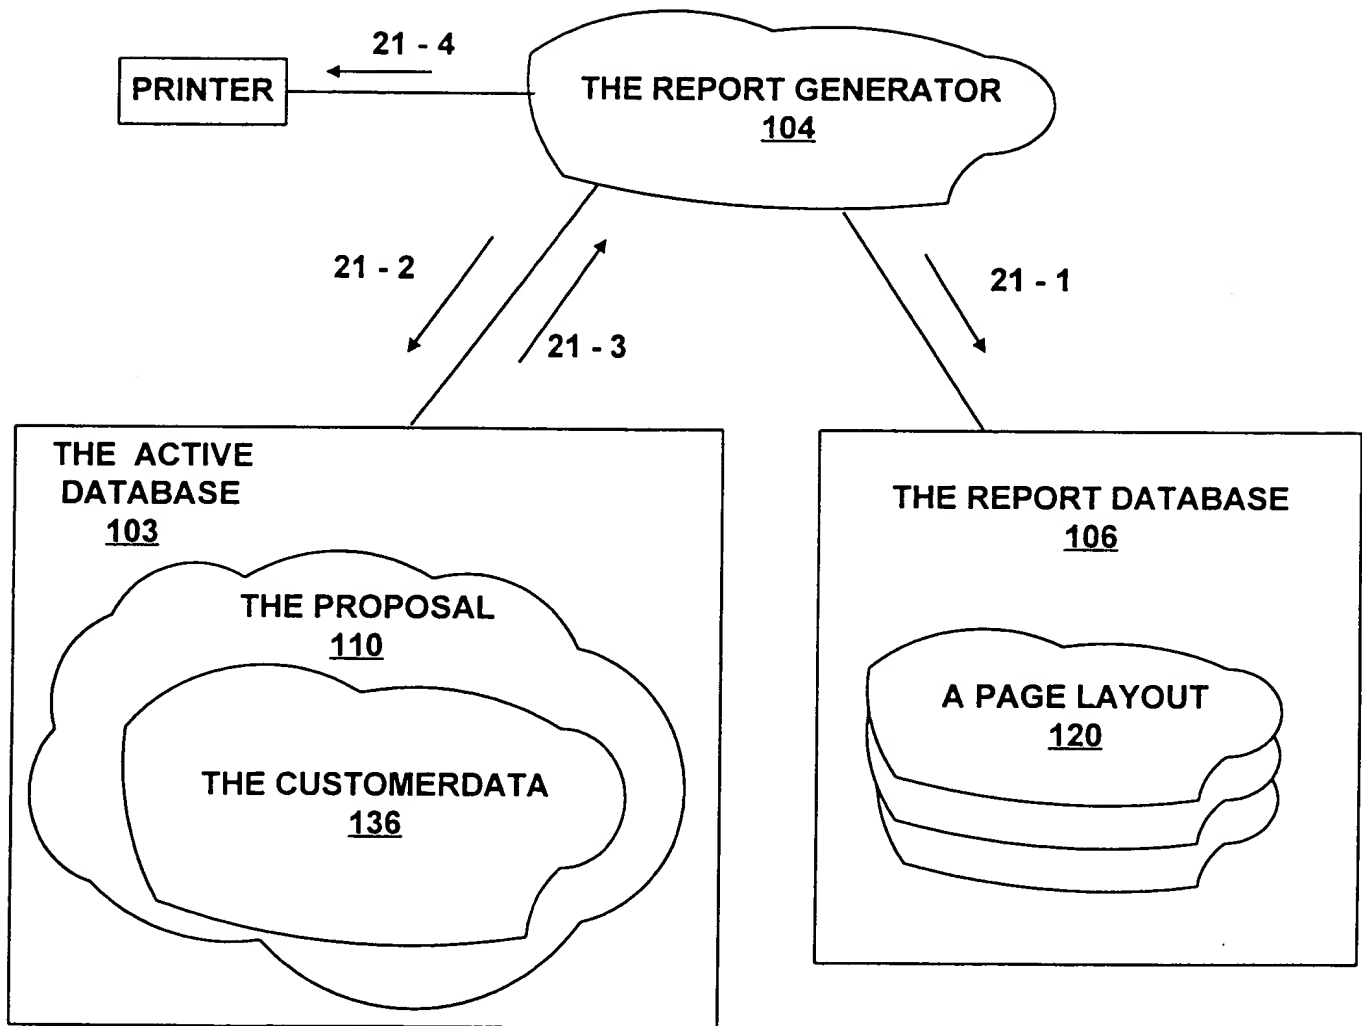 21 - 4
PRINTER
THE REPORT GENERATOR
104
21 - 2
21 - 3
21 - 1
THE ACTIVE
DATABASE
103
THE PROPOSAL
110
THE CUSTOMERDATA
136
THE REPORT DATABASE
106
A PAGE LAYOUT
120